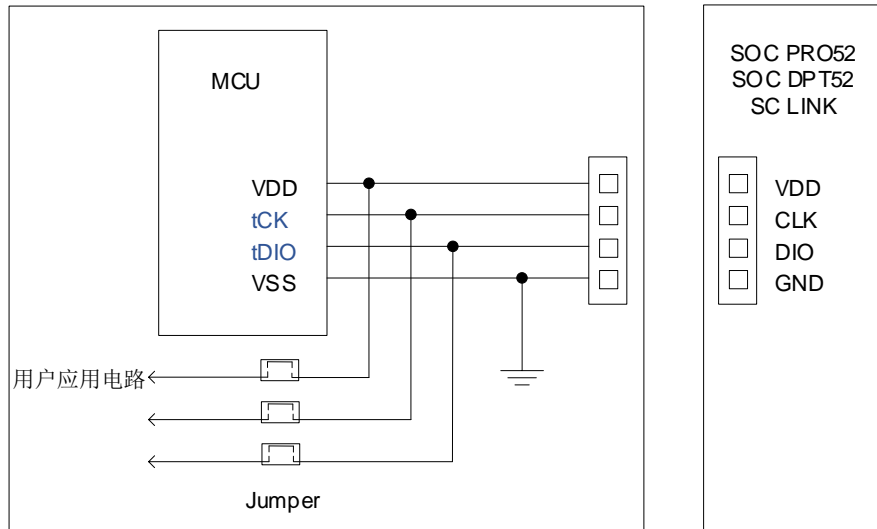 MCU
VDD
tCK
tDIO
VSS
用户应用电路
Jumper
SOC PRO52
SOC DPT52
SC LINK
VDD
CLK
DIO
GND